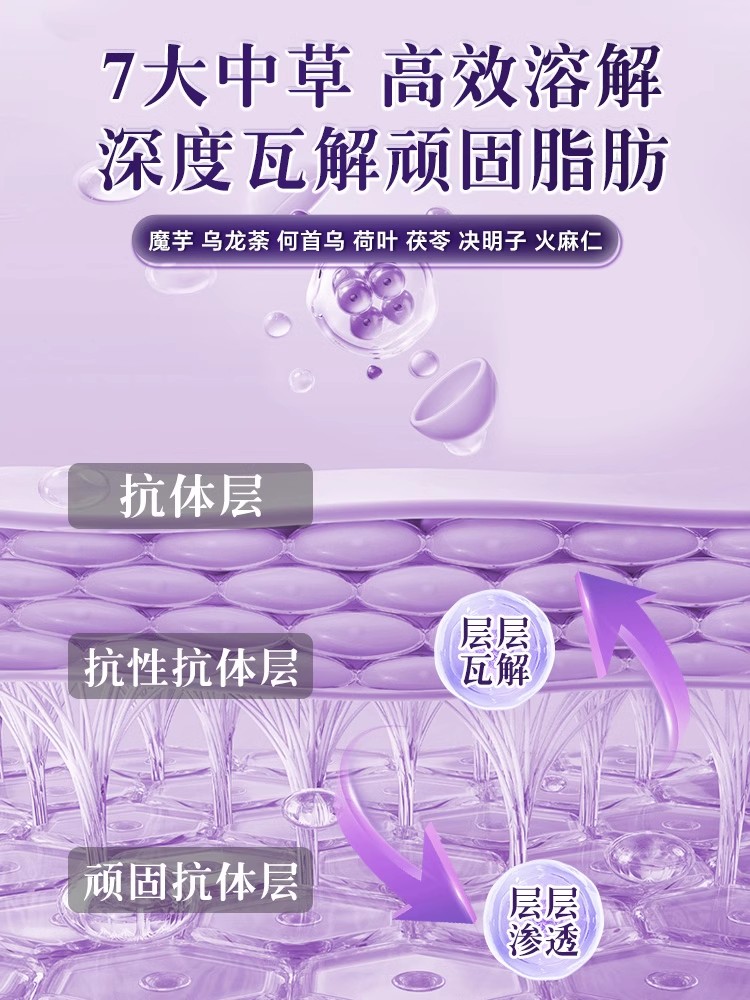 7大中草 高效溶解
深度瓦解顽固脂肪
魔芋 乌龙荼 何首乌 荷叶 茯苓 决明子 火麻仁
抗体层
层层
瓦解
抗性抗体层
顽固抗体层
层层
渗透